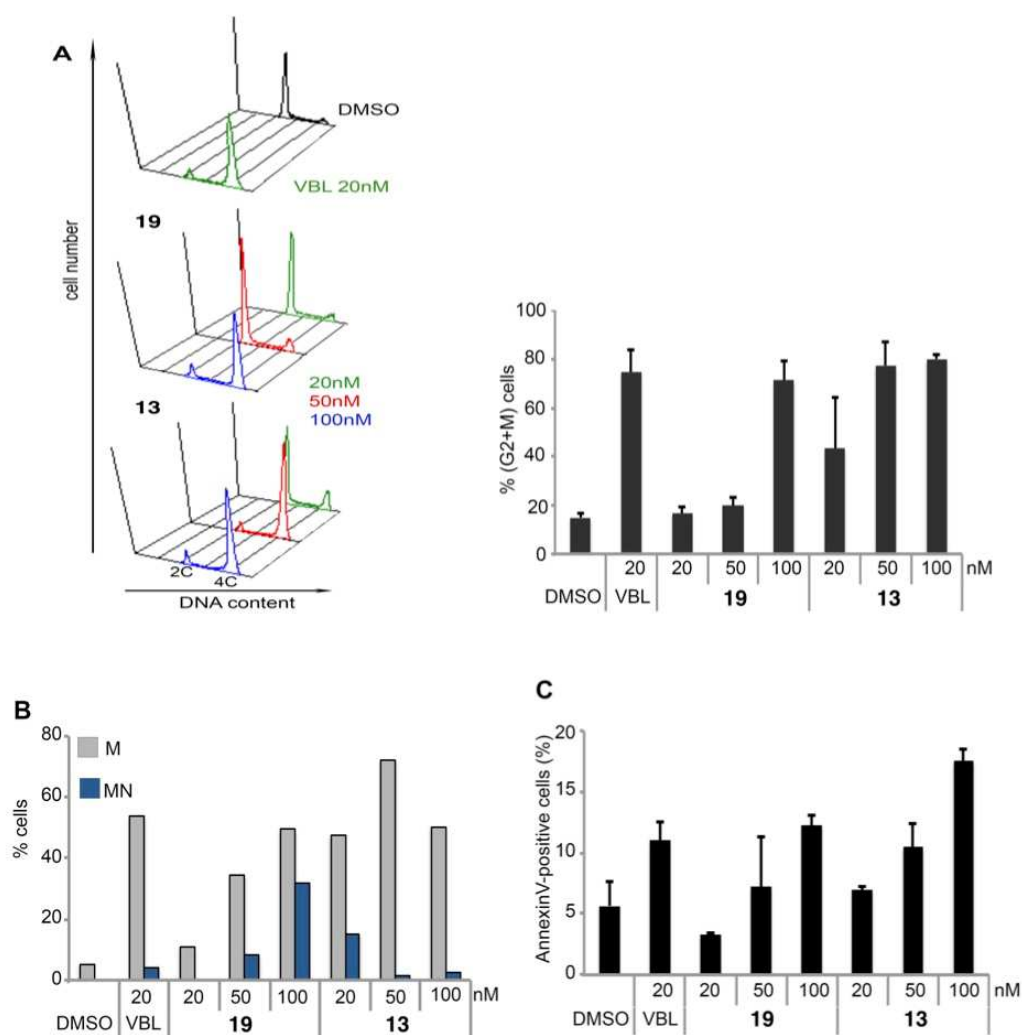 A
cell number
DMSO
VBL 20nM
19
20nM
50nM
100nM
13
2C 4C
DNA content
% (G2+M) cells
100
80
60
40
20
0
20 20 50 100 20 50 100 nM
DMSO VBL 19 13
B
% cells
80
60
40
20
0
M
MN
20 20 50 100 20 50 100 nM
DMSO VBL 19 13
C
AnnexinV-positive cells (%)
20
15
10
5
0
20 20 50 100 20 50 100 nM
DMSO VBL 19 13